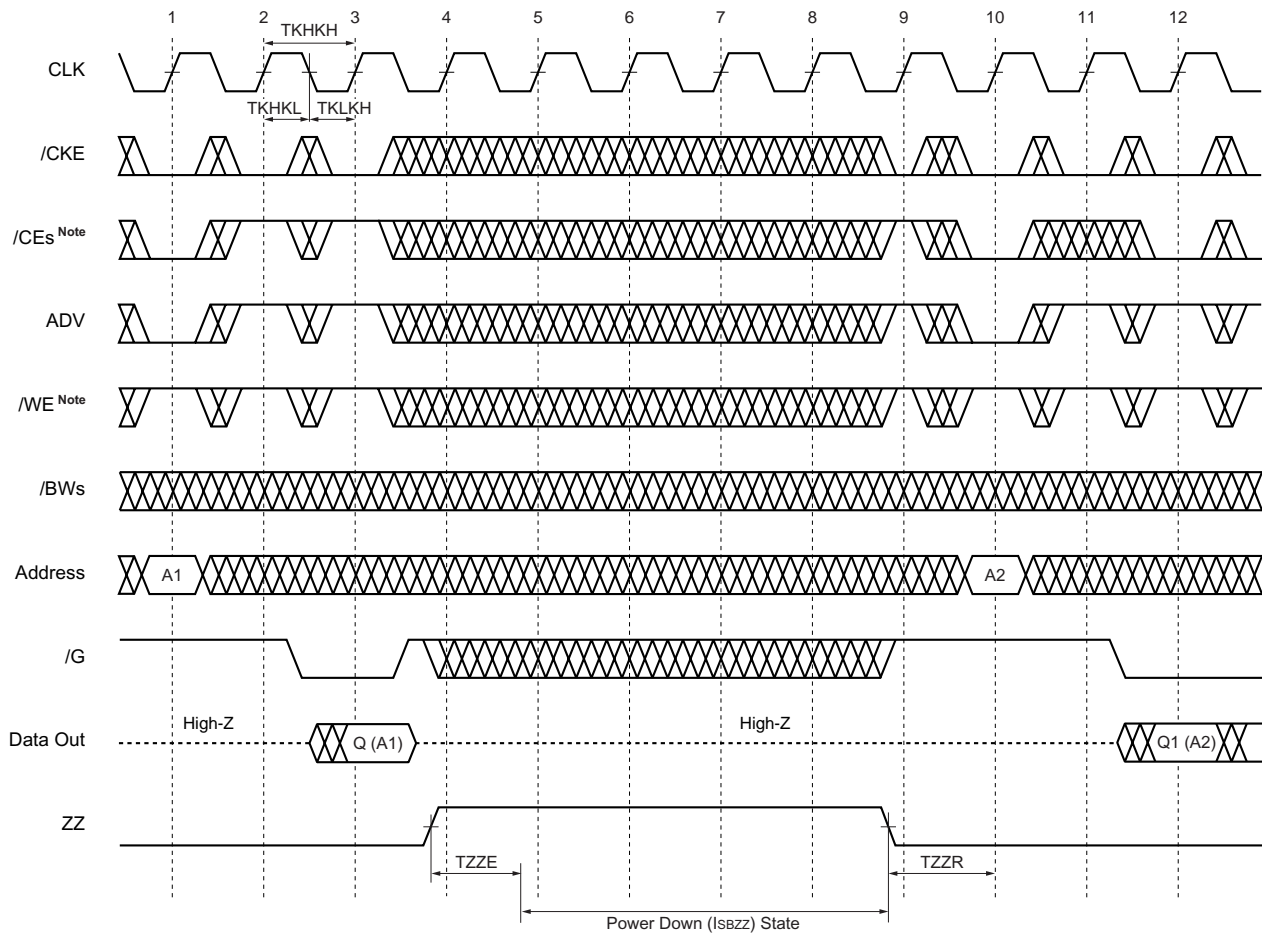 1 2 3 4 5 6 7 8 9 10 11 12
TKHKH
CLK
TKHKL TKLKH
/CKE
/CEs Note
ADV
/WE Note
/BWs
Address A1 A2
/G
High-Z High-Z
Data Out Q (A1) Q1 (A2)
ZZ
TZZE TZZR
Power Down (ISBZZ) State